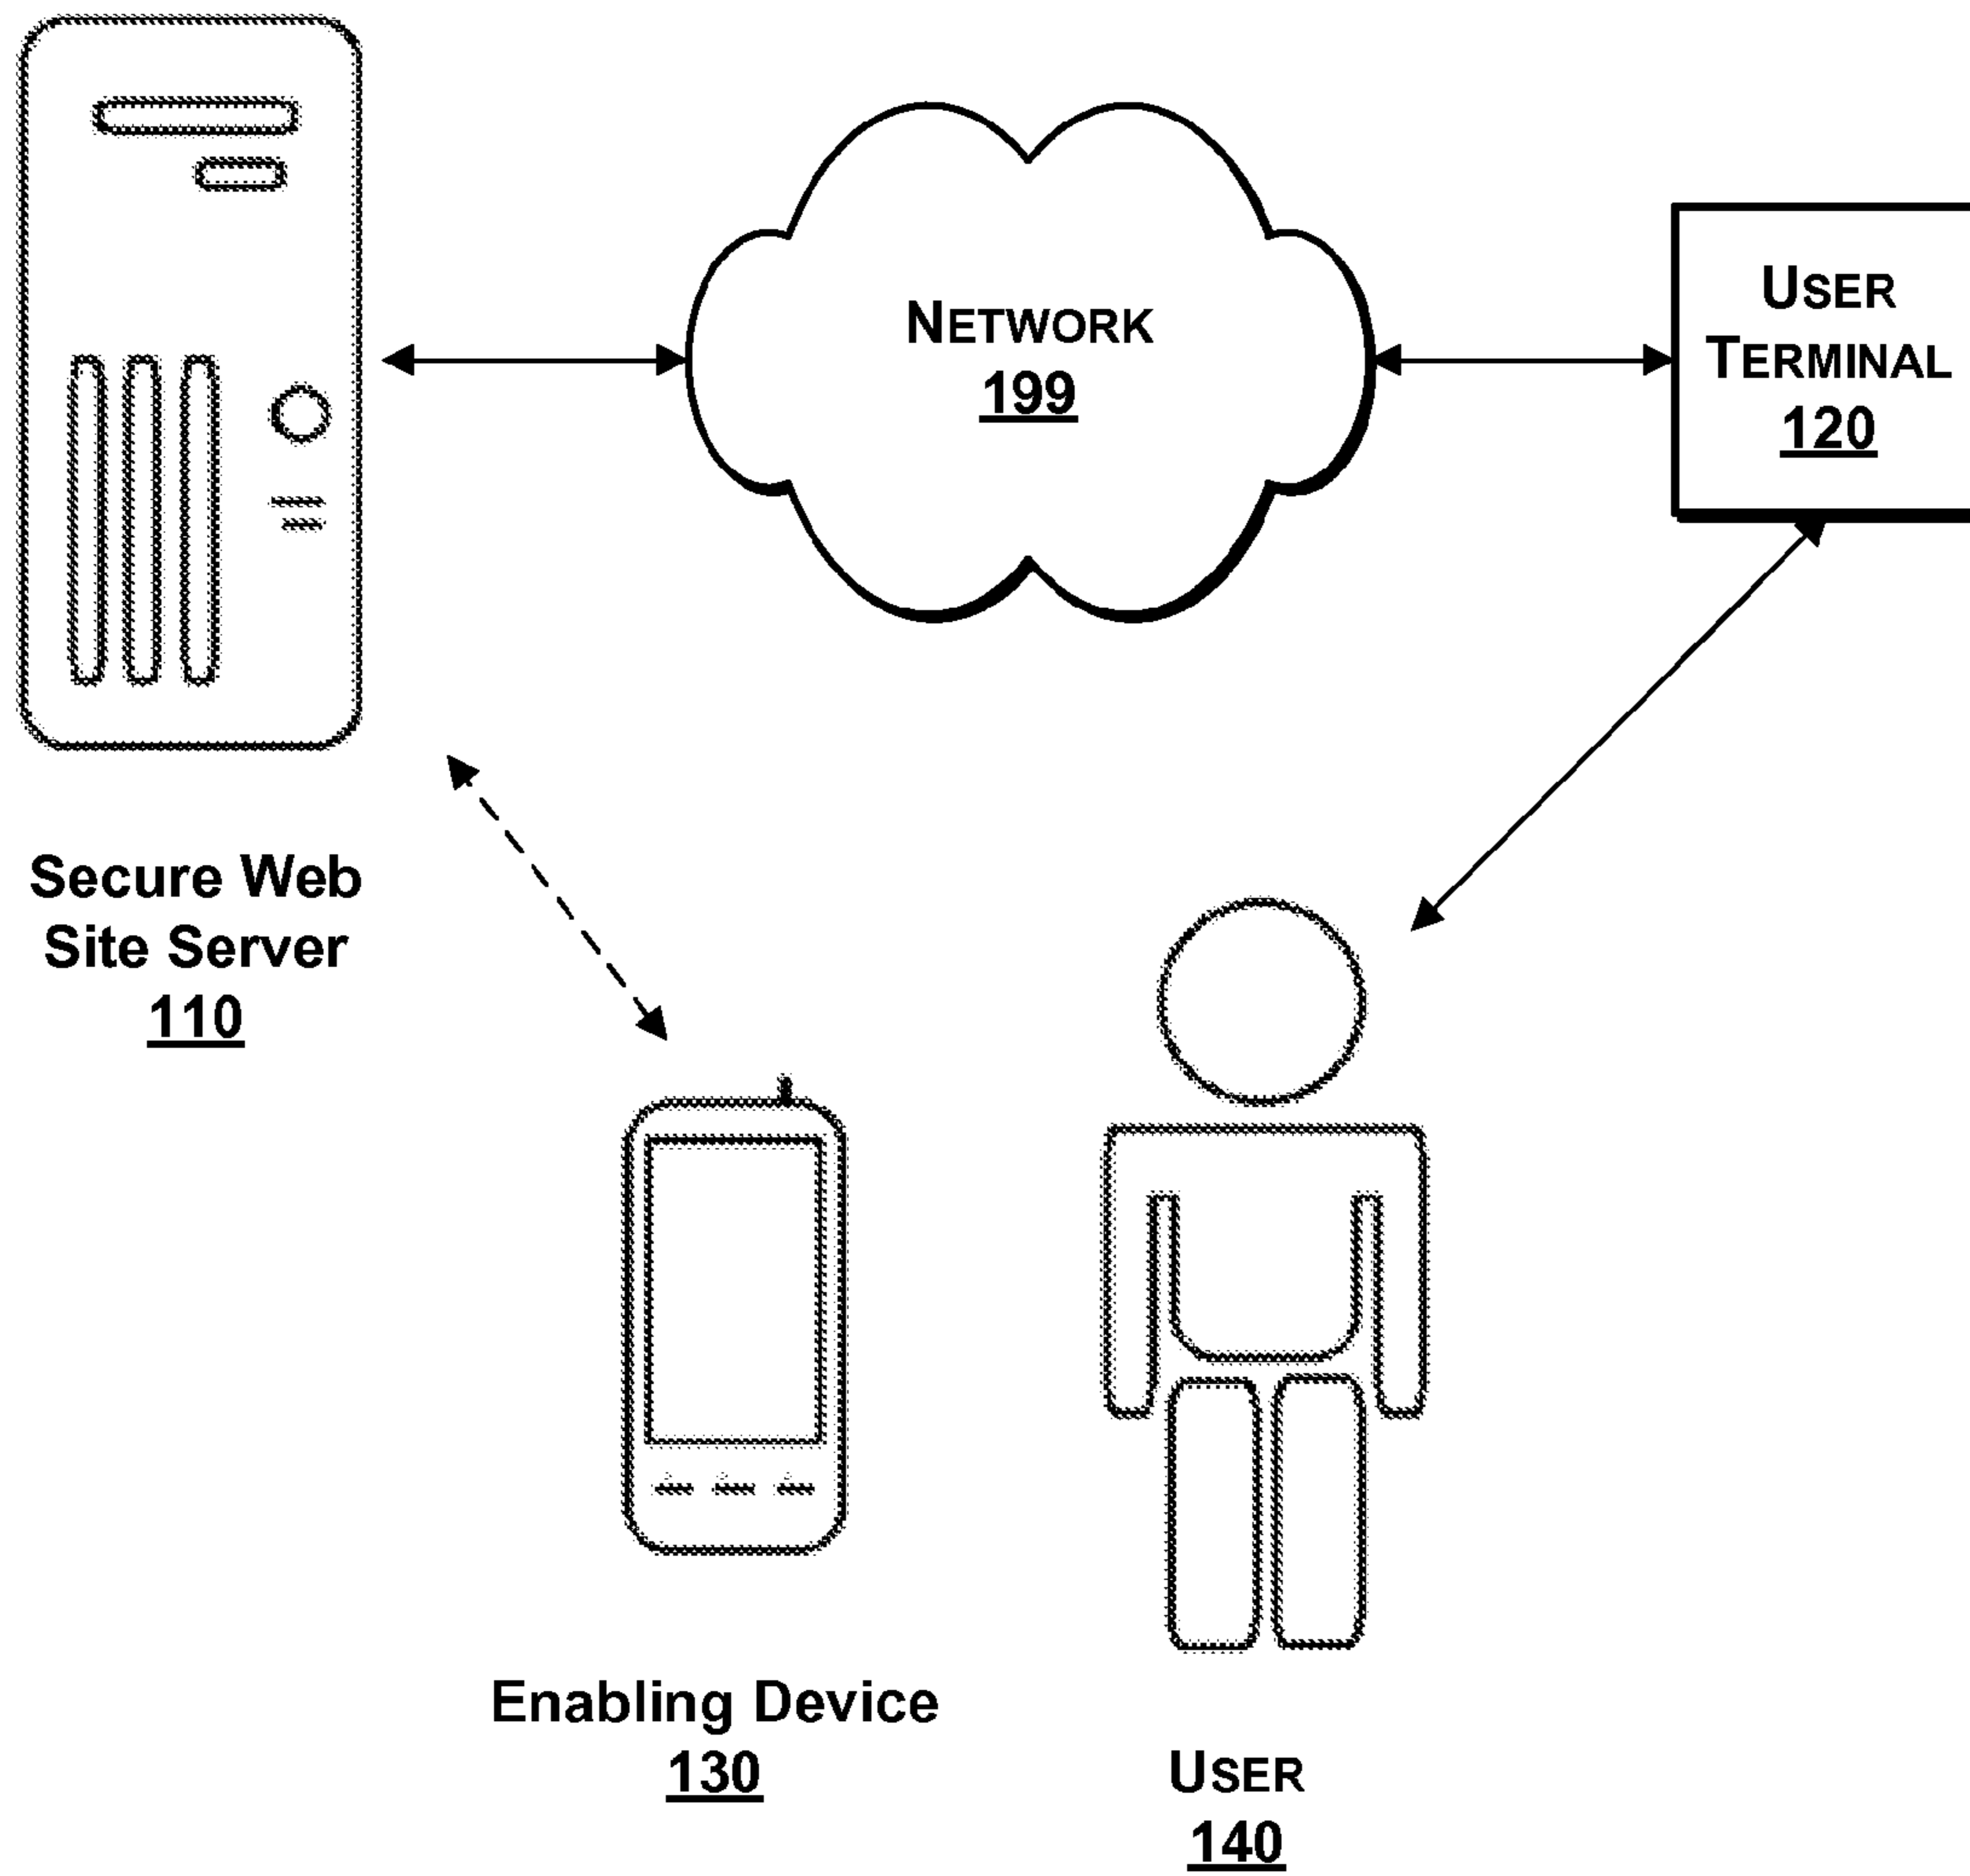 NETWORK
199
USER
TERMINAL
120
Secure Web
Site Server
110
Enabling Device
130
USER
140